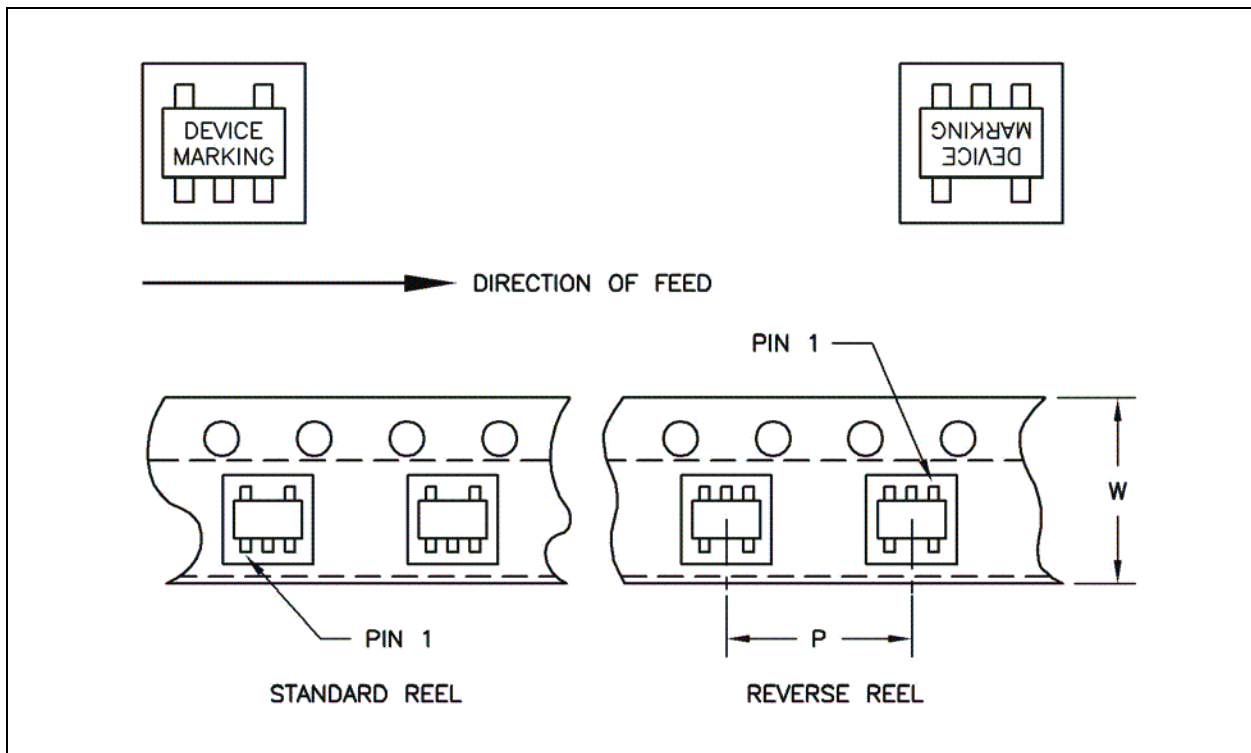 DEVICE
MARKING
DEVICE
MARKING
DIRECTION OF FEED
PIN 1
W
P
PIN 1
STANDARD REEL
REVERSE REEL